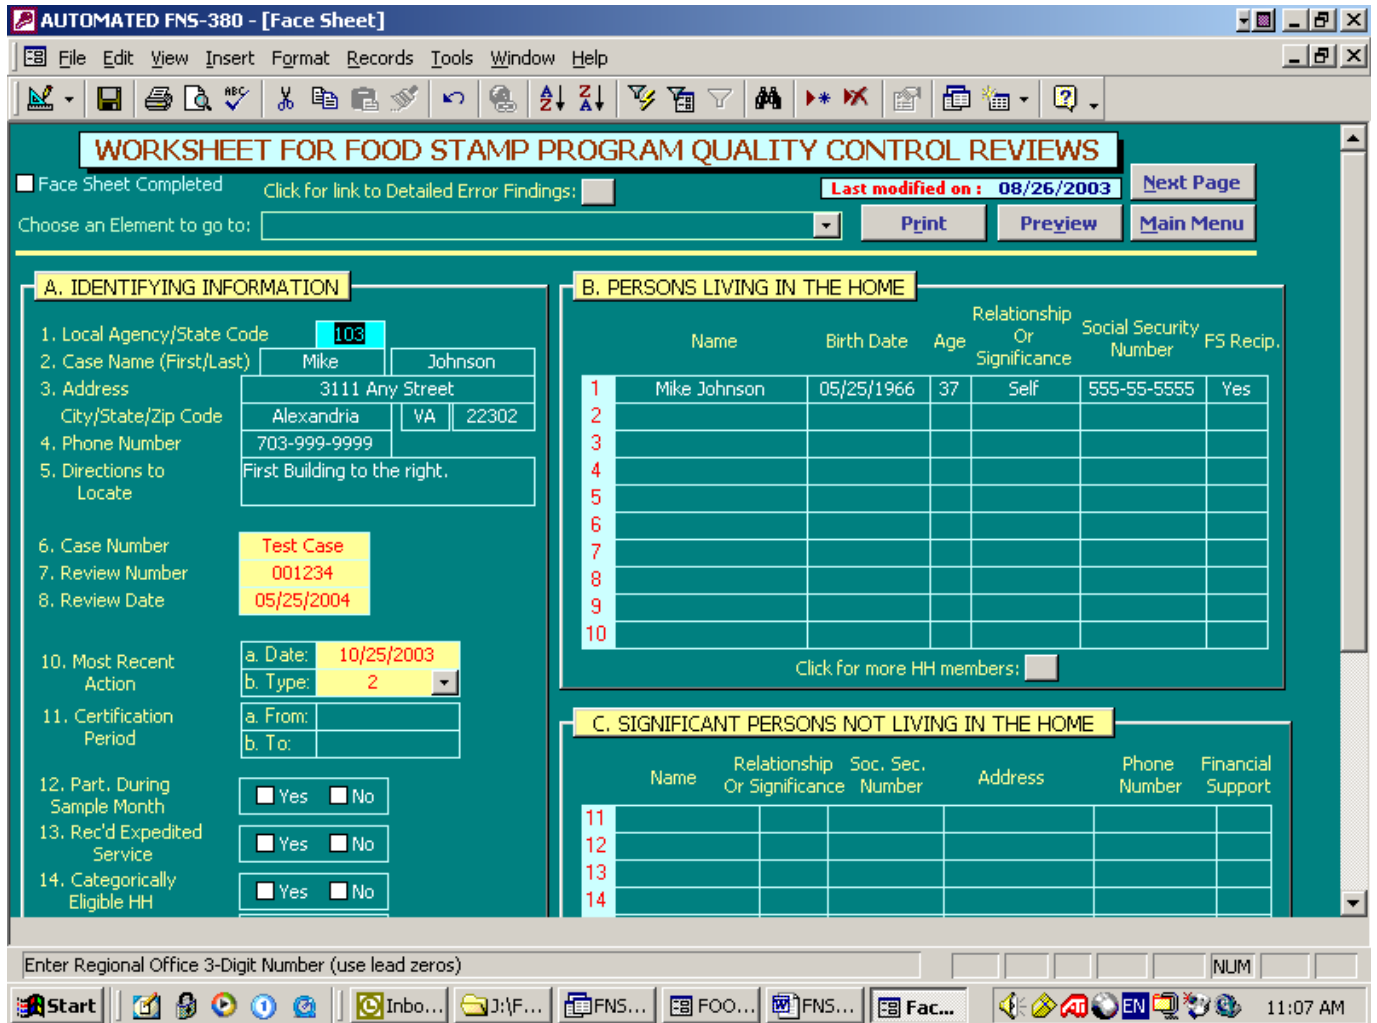 AUTOMATED FNS-380 - [Face Sheet]
File Edit View Insert Format Records Tools Window Help
WORKSHEET FOR FOOD STAMP PROGRAM QUALITY CONTROL REVIEWS
Face Sheet Completed
Click for link to Detailed Error Findings:
Last modified on : 08/26/2003
Next Page
Choose an Element to go to:
Print
Preview
Main Menu
A. IDENTIFYING INFORMATION
1. Local Agency/State Code 103
2. Case Name (First/Last) Mike Johnson
3. Address 3111 Any Street
City/State/Zip Code Alexandria VA 22302
4. Phone Number 703-999-9999
5. Directions to First Building to the right.
Locate
6. Case Number Test Case
7. Review Number 001234
8. Review Date 05/25/2004
10. Most Recent a. Date: 10/25/2003
Action b. Type: 2
11. Certification a. From:
Period b. To:
12. Part. During
Sample Month Yes No
13. Rec'd Expedited
Service Yes No
14. Categorically
Eligible HH Yes No
B. PERSONS LIVING IN THE HOME
Name Birth Date Age Relationship Or Significance Social Security Number FS Recip.
1 Mike Johnson 05/25/1966 37 Self 555-55-5555 Yes
2
3
4
5
6
7
8
9
10
Click for more HH members:
C. SIGNIFICANT PERSONS NOT LIVING IN THE HOME
Name Relationship Or Significance Soc. Sec. Number Address Phone Number Financial Support
11
12
13
14
Enter Regional Office 3-Digit Number (use lead zeros)
NUM
Start Inbo... J:\F... FNS... FOO... FNS... Fac... EN 11:07 AM